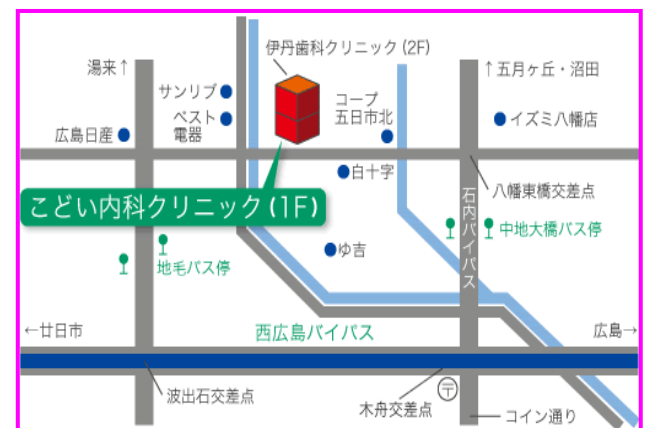 伊丹歯科クリニック(2F)
湯来↑
↑五月ケ丘・沼田
サンリブ
コープ
五日市北
ベスト
電器
イズミ八幡店
広島日産
白十字
八幡東橋交差点
こどい内科クリニック(1F)
石内バイパス
中地大橋バス停
ゆ吉
地毛バス停
←廿日市
西広島バイパス
広島→
波出石交差点
木舟交差点
〒
コイン通り